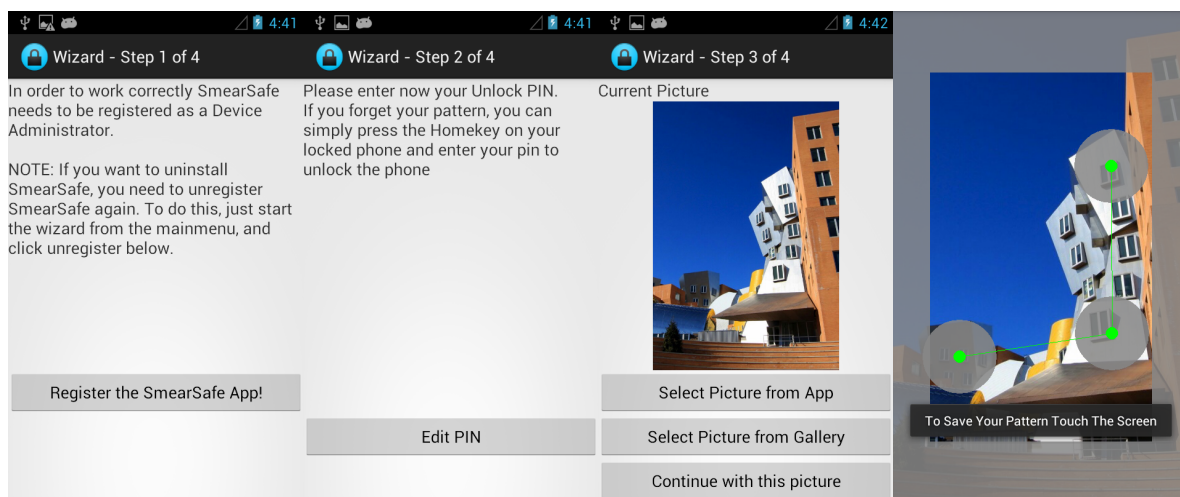 4:41
Wizard - Step 1 of 4
In order to work correctly SmearSafe
needs to be registered as a Device
Administrator.
NOTE: If you want to uninstall
SmearSafe, you need to unregister
SmearSafe again. To do this, just start
the wizard from the mainmenu, and
click unregister below.
Register the SmearSafe App!
4:41
Wizard - Step 2 of 4
Please enter now your Unlock PIN.
If you forget your pattern, you can
simply press the Homekey on your
locked phone and enter your pin to
unlock the phone
Edit PIN
4:42
Wizard - Step 3 of 4
Current Picture
Select Picture from App
Select Picture from Gallery
Continue with this picture
To Save Your Pattern Touch The Screen